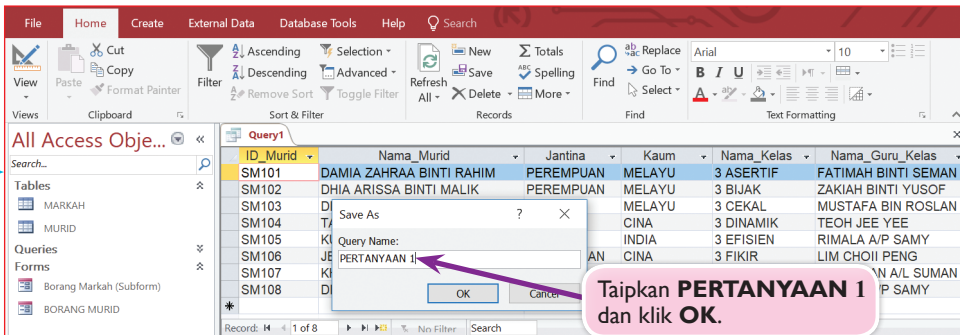 File Home Create External Data Database Tools Help Search
View Paste Cut Copy Format Painter
Filter Ascending Descending Remove Sort Selection Advanced Toggle Filter
Refresh All New Save Delete Totals Spelling More
Find Replace Go To Select
Arial 10
B I U
Views Clipboard Sort & Filter Records Find Text Formatting
All Access Obje...
Search...
Tables
MARKAH
MURID
Queries
Forms
Borang Markah (Subform)
BORANG MURID
Query1
ID_Murid Nama_Murid Jantina Kaum Nama_Kelas Nama_Guru_Kelas
SM101 DAMIA ZAHRAA BINTI RAHIM PEREMPUAN MELAYU 3 ASERTIF FATIMAH BINTI SEMAN
SM102 DHIA ARISSA BINTI MALIK PEREMPUAN MELAYU 3 BIJAK ZAKIAH BINTI YUSOF
SM103 MELAYU 3 CEKAL MUSTAFA BIN ROSLAN
SM104 CINA 3 DINAMIK TEOH JEE YEE
SM105 INDIA 3 EFISIEN RIMALA A/P SAMY
SM106 AN CINA 3 FIKIR LIM CHOII PENG
SM107 AN A/L SUMAN
SM108 /P SAMY
Save As ?
Query Name:
PERTANYAAN 1
OK Cancel
Taipkan PERTANYAAN 1
dan klik OK.
Record: 1 of 8 No Filter Search